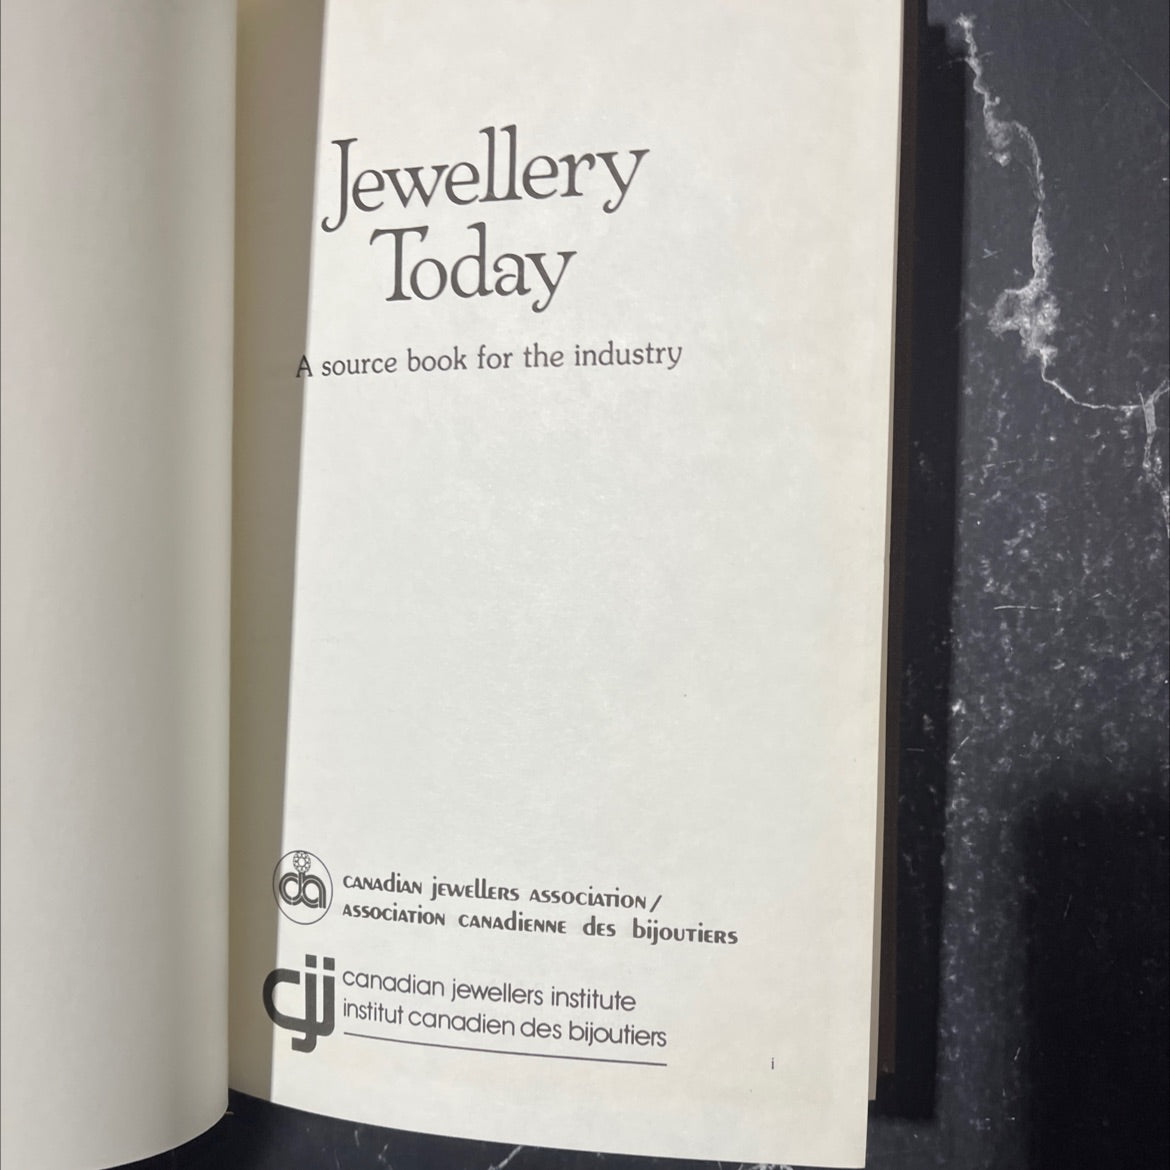 Jewellery
Today
A source book for the industry
CANAdiAN jEWEllERS ASSOCiATiON /
ASSOCiATiON CANAdiENNE dES bijOUTiERS
cji canadian jewellers institute
institut canadien des bijoutiers
i